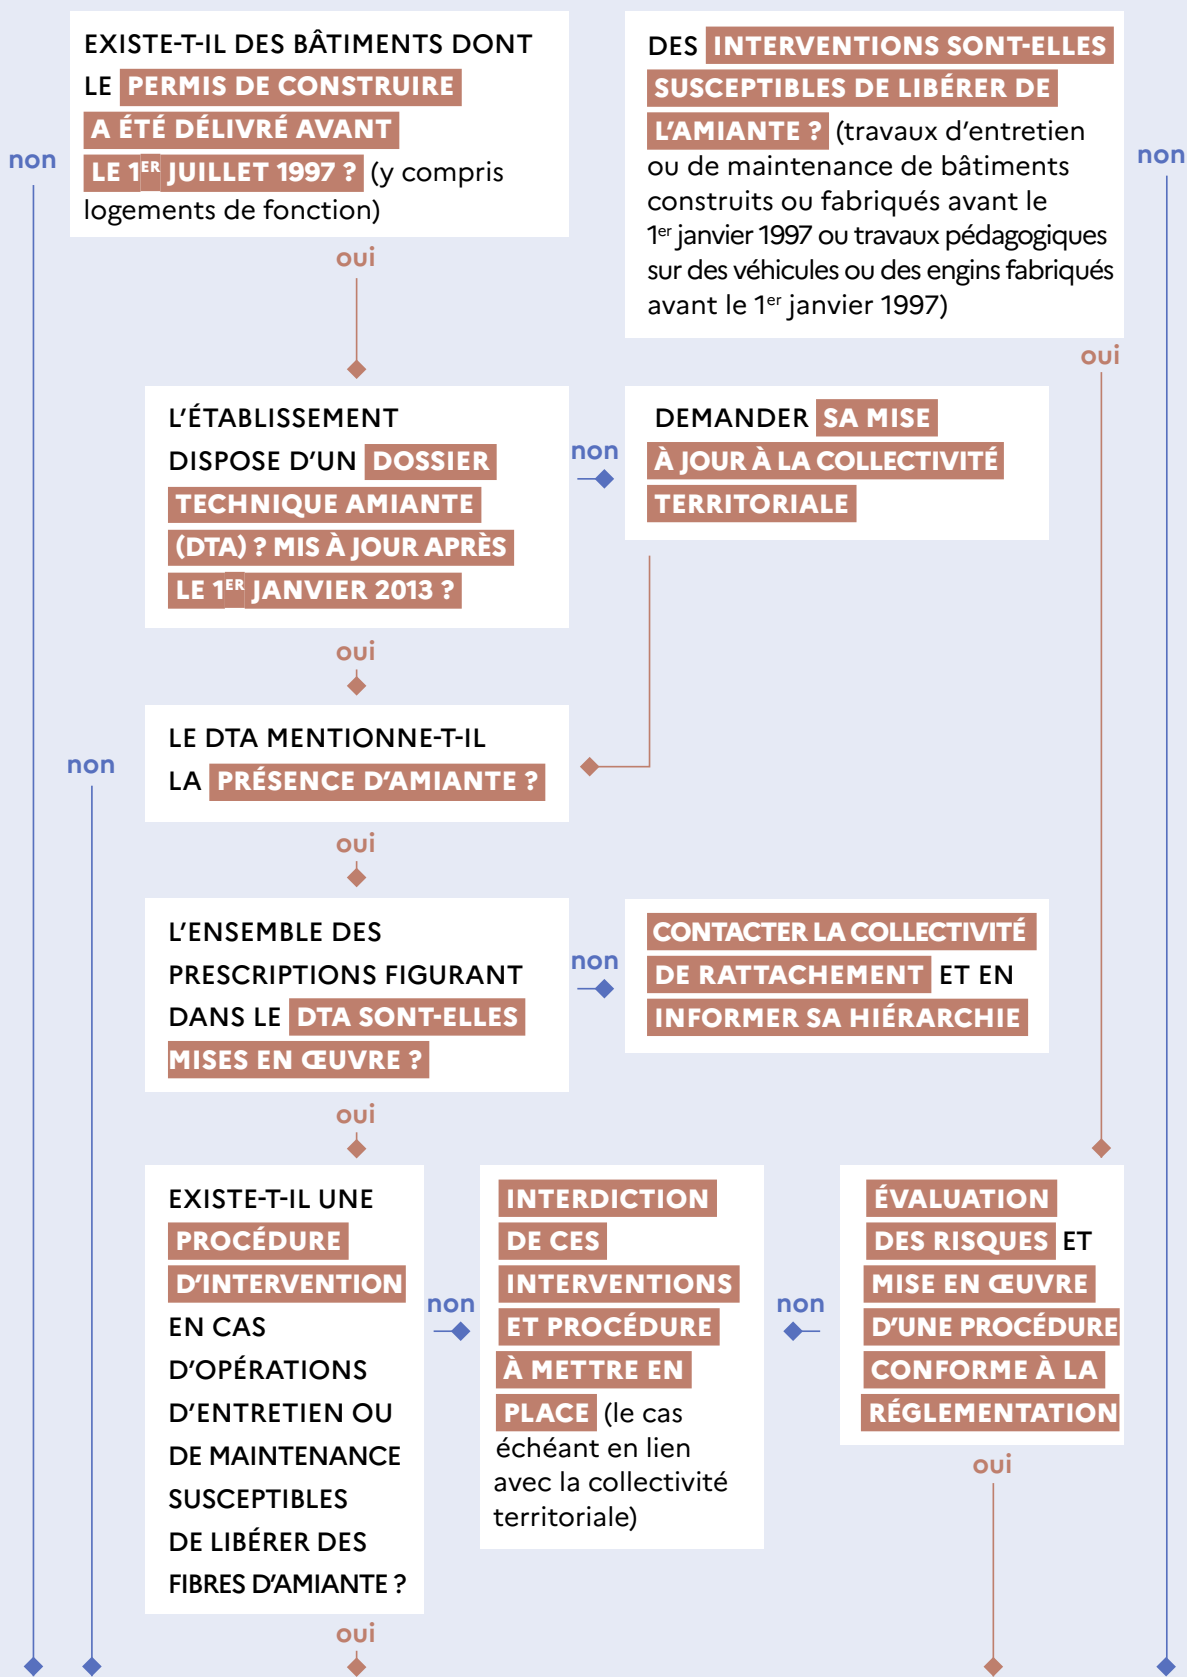 EXISTE-T-IL DES BÂTIMENTS DONT
LE PERMIS DE CONSTRUIRE
A ÉTÉ DÉLIVRÉ AVANT
LE 1ER JUILLET 1997 ? (y compris
logements de fonction)
non
oui
DES INTERVENTIONS SONT-ELLES
SUSCEPTIBLES DE LIBÉRER DE
L'AMIANTE ? (travaux d'entretien
ou de maintenance de bâtiments
construits ou fabriqués avant le
1er janvier 1997 ou travaux pédagogiques
sur des véhicules ou des engins fabriqués
avant le 1er janvier 1997)
non
oui
L'ÉTABLISSEMENT
DISPOSE D'UN DOSSIER
TECHNIQUE AMIANTE
(DTA) ? MIS À JOUR APRÈS
LE 1ER JANVIER 2013 ?
non
DEMANDER SA MISE
À JOUR À LA COLLECTIVITÉ
TERRITORIALE
oui
LE DTA MENTIONNE-T-IL
LA PRÉSENCE D'AMIANTE ?
non
oui
L'ENSEMBLE DES
PRESCRIPTIONS FIGURANT
DANS LE DTA SONT-ELLES
MISES EN ŒUVRE ?
non
CONTACTER LA COLLECTIVITÉ
DE RATTACHEMENT ET EN
INFORMER SA HIÉRARCHIE
oui
EXISTE-T-IL UNE
PROCÉDURE
D'INTERVENTION
EN CAS
D'OPÉRATIONS
D'ENTRETIEN OU
DE MAINTENANCE
SUSCEPTIBLES
DE LIBÉRER DES
FIBRES D'AMIANTE ?
non
INTERDICTION
DE CES
INTERVENTIONS
ET PROCÉDURE
À METTRE EN
PLACE (le cas
échéant en lien
avec la collectivité
territoriale)
non
ÉVALUATION
DES RISQUES ET
MISE EN ŒUVRE
D'UNE PROCÉDURE
CONFORME À LA
RÉGLEMENTATION
oui
oui